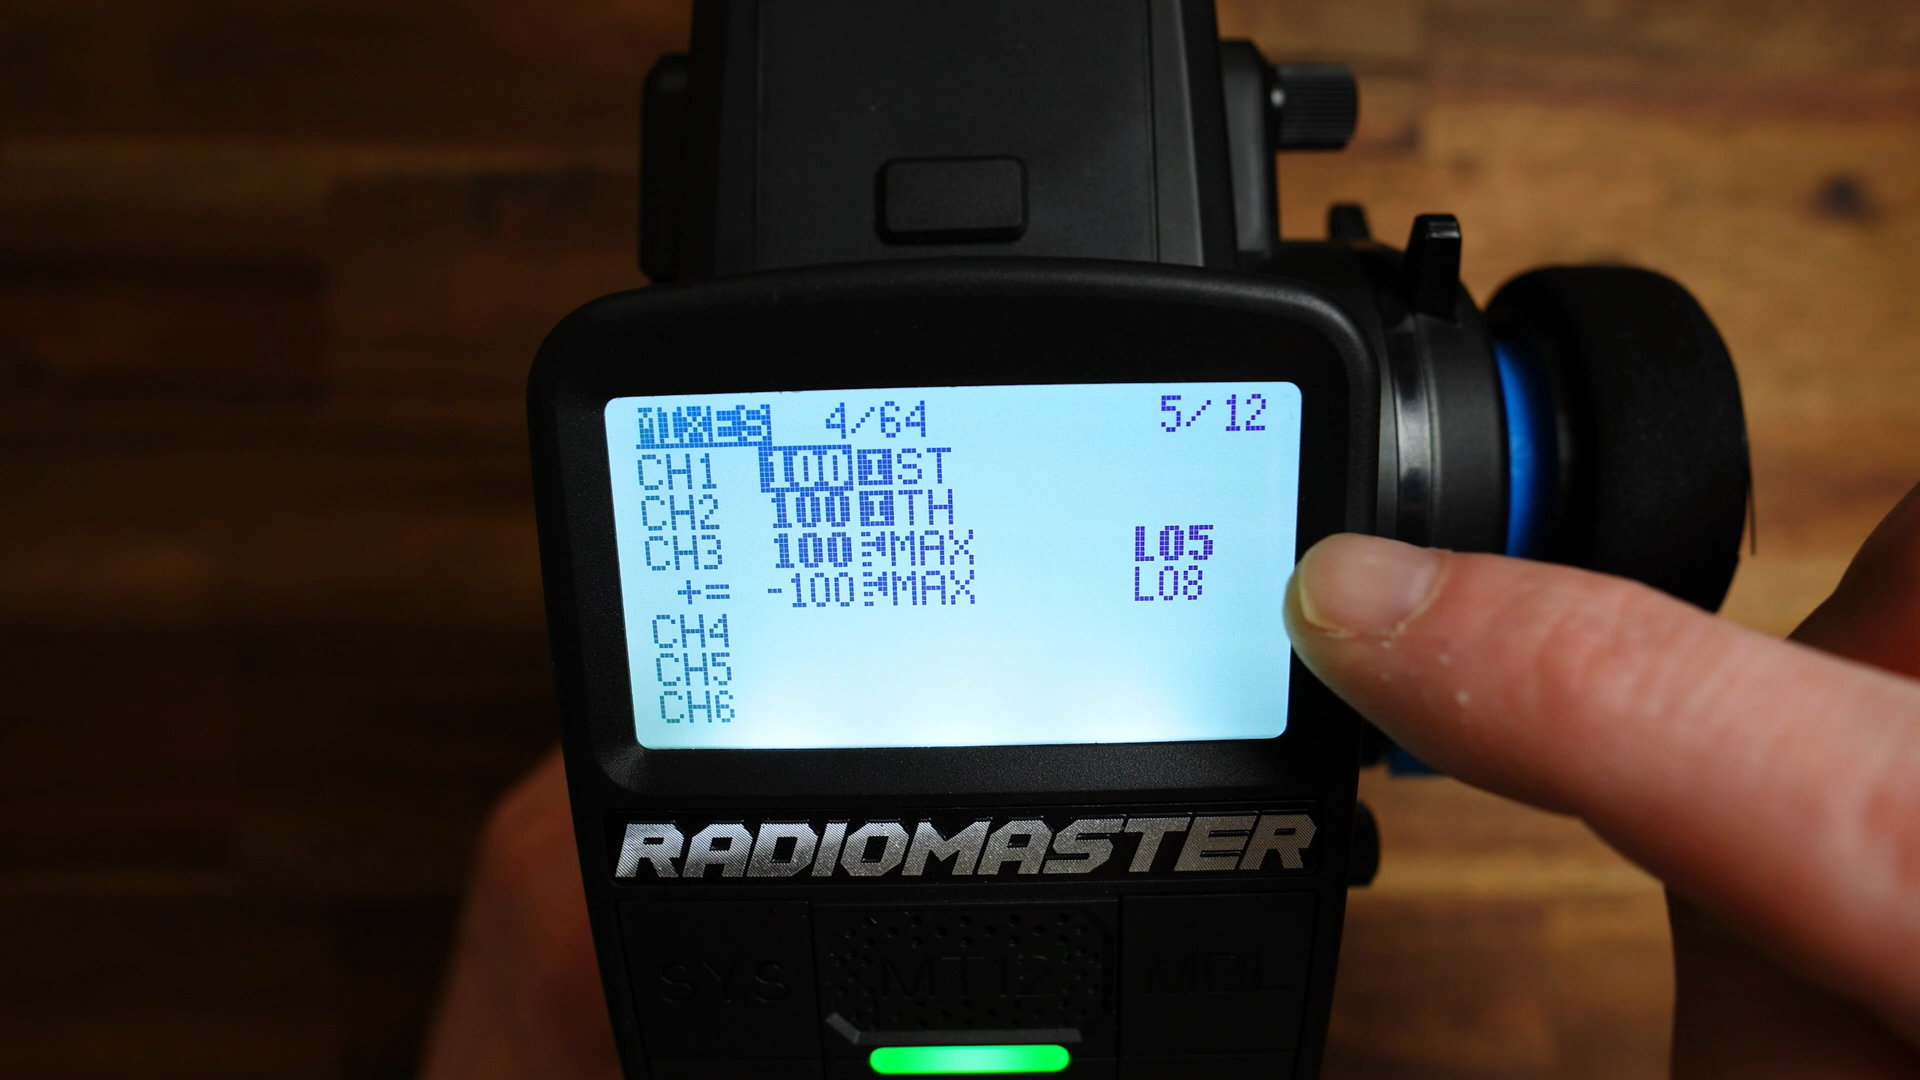 MIXES 4/64 5/12
CH1 100 I ST
CH2 100 I TH
CH3 100 MAX L05
+= -100 MAX L08
CH4
CH5
CH6
RADIOMASTER
SYS MT12 MDL